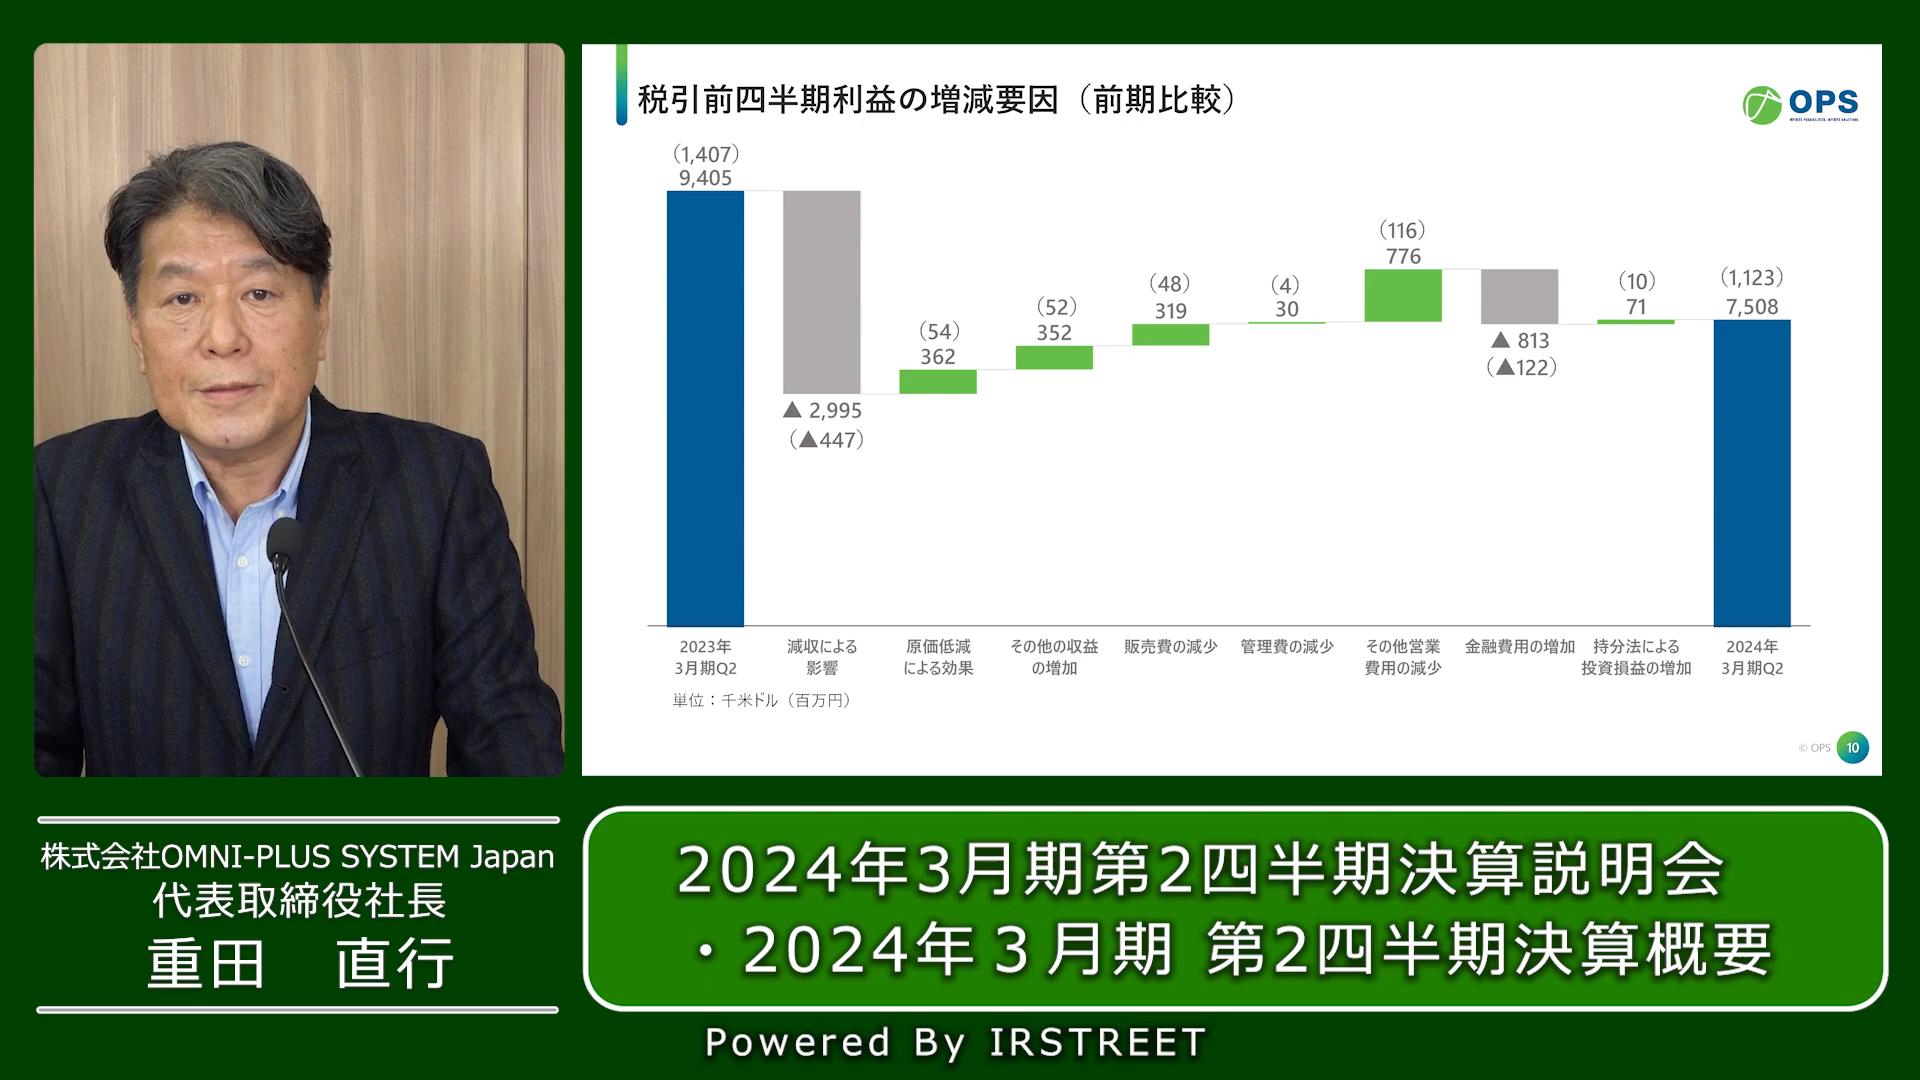 税引前四半期利益の増減要因（前期比較）
OPS
（1,407）
9,405
▲ 2,995
（▲447）
（54）
362
（52）
352
（48）
319
（4）
30
（116）
776
▲ 813
（▲122）
（10）
71
（1,123）
7,508
2023年
3月期Q2
減収による
影響
原価低減
による効果
その他の収益
の増加
販売費の減少
管理費の減少
その他営業
費用の減少
金融費用の増加
持分法による
投資損益の増加
2024年
3月期Q2
単位：千米ドル（百万円）
© OPS 10
株式会社OMNI-PLUS SYSTEM Japan
代表取締役社長
重田　直行
2024年3月期第2四半期決算説明会
・2024年３月期 第2四半期決算概要
Powered By IRSTREET